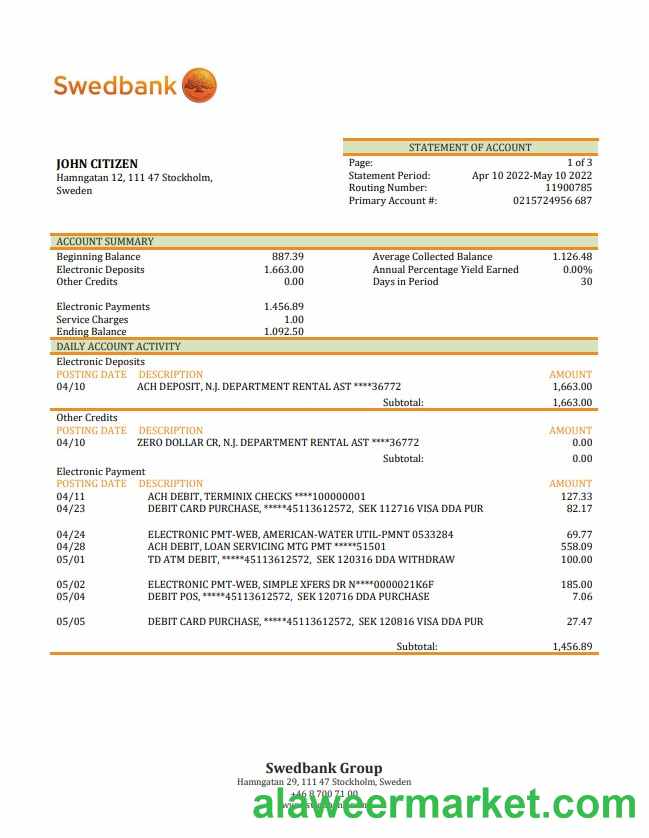 Swedbank
STATEMENT OF ACCOUNT
JOHN CITIZEN
Hamngatan 12, 111 47 Stockholm,
Sweden
Page: 1 of 3
Statement Period: Apr 10 2022-May 10 2022
Routing Number: 11900785
Primary Account #: 0215724956 687
ACCOUNT SUMMARY
Beginning Balance 887.39 Average Collected Balance 1.126.48
Electronic Deposits 1.663.00 Annual Percentage Yield Earned 0.00%
Other Credits 0.00 Days in Period 30
Electronic Payments 1.456.89
Service Charges 1.00
Ending Balance 1.092.50
DAILY ACCOUNT ACTIVITY
Electronic Deposits
POSTING DATE DESCRIPTION AMOUNT
04/10 ACH DEPOSIT, N.J. DEPARTMENT RENTAL AST ****36772 1,663.00
Subtotal: 1,663.00
Other Credits
POSTING DATE DESCRIPTION AMOUNT
04/10 ZERO DOLLAR CR, N.J. DEPARTMENT RENTAL AST ****36772 0.00
Subtotal: 0.00
Electronic Payment
POSTING DATE DESCRIPTION AMOUNT
04/11 ACH DEBIT, TERMINIX CHECKS ****100000001 127.33
04/23 DEBIT CARD PURCHASE, *****45113612572, SEK 112716 VISA DDA PUR 82.17
04/24 ELECTRONIC PMT-WEB, AMERICAN-WATER UTIL-PMNT 0533284 69.77
04/28 ACH DEBIT, LOAN SERVICING MTG PMT *****51501 558.09
05/01 TD ATM DEBIT, *****45113612572, SEK 120316 DDA WITHDRAW 100.00
05/02 ELECTRONIC PMT-WEB, SIMPLE XFERS DR N****0000021K6F 185.00
05/04 DEBIT POS, *****45113612572, SEK 120716 DDA PURCHASE 7.06
05/05 DEBIT CARD PURCHASE, *****45113612572, SEK 120816 VISA DDA PUR 27.47
Subtotal: 1,456.89
Swedbank Group
Hamngatan 29, 111 47 Stockholm, Sweden
+46 8 700 71 00
alaweermarket.com